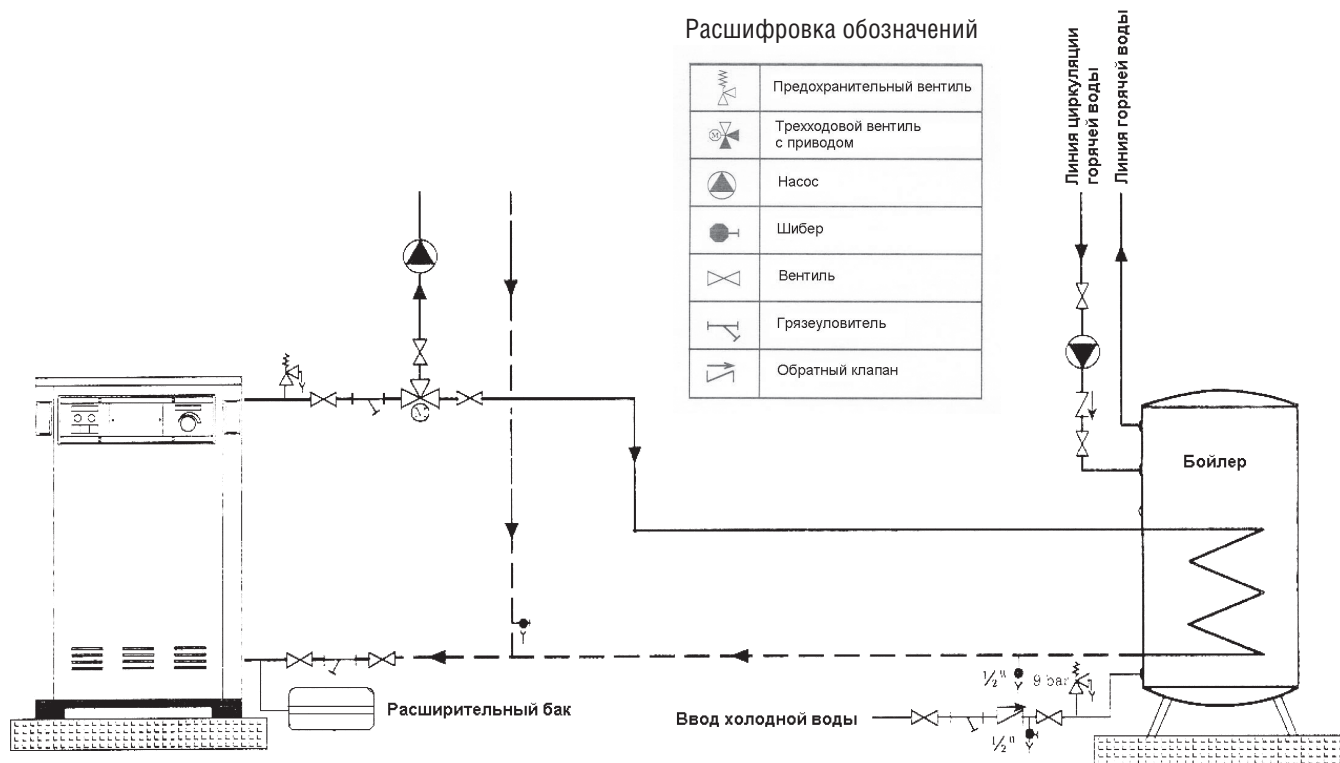 Расшифровка обозначений
Предохранительный вентиль
M
Трехходовой вентиль
с приводом
Насос
Шибер
Вентиль
Грязеуловитель
Обратный клапан
Линия циркуляции
горячей воды
Линия горячей воды
Бойлер
½"
9 bar
Расширительный бак
Ввод холодной воды
½"